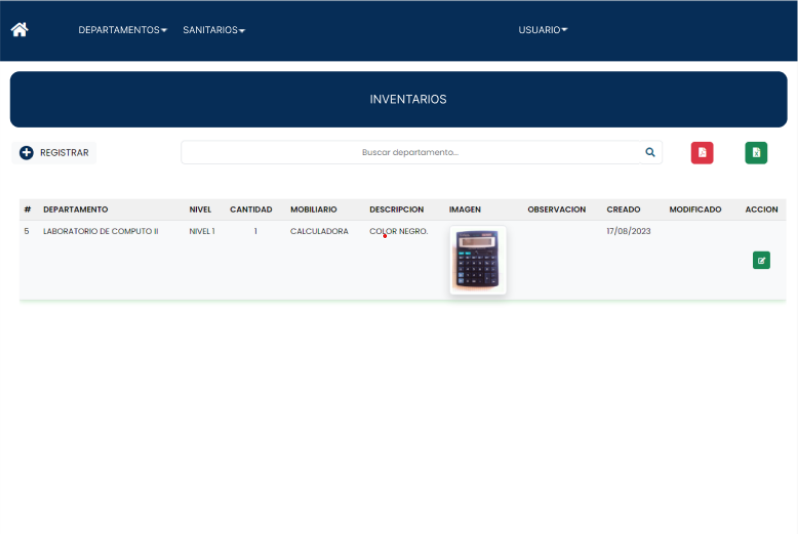 DEPARTAMENTOS SANITARIOS USUARIO
INVENTARIOS
REGISTRAR Buscar departamento...
# DEPARTAMENTO NIVEL CANTIDAD MOBILIARIO DESCRIPCION IMAGEN OBSERVACION CREADO MODIFICADO ACCION
5 LABORATORIO DE COMPUTO II NIVEL 1 1 CALCULADORA COLOR NEGRO. 17/08/2023